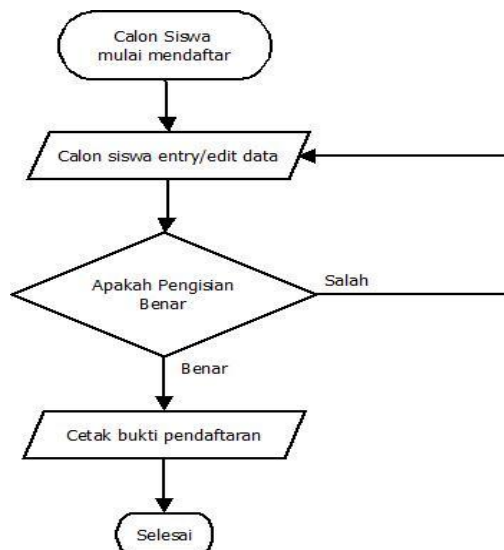 Calon Siswa
mulai mendaftar
Calon siswa entry/edit data
Apakah Pengisian
Benar
Salah
Benar
Cetak bukti pendaftaran
Selesai